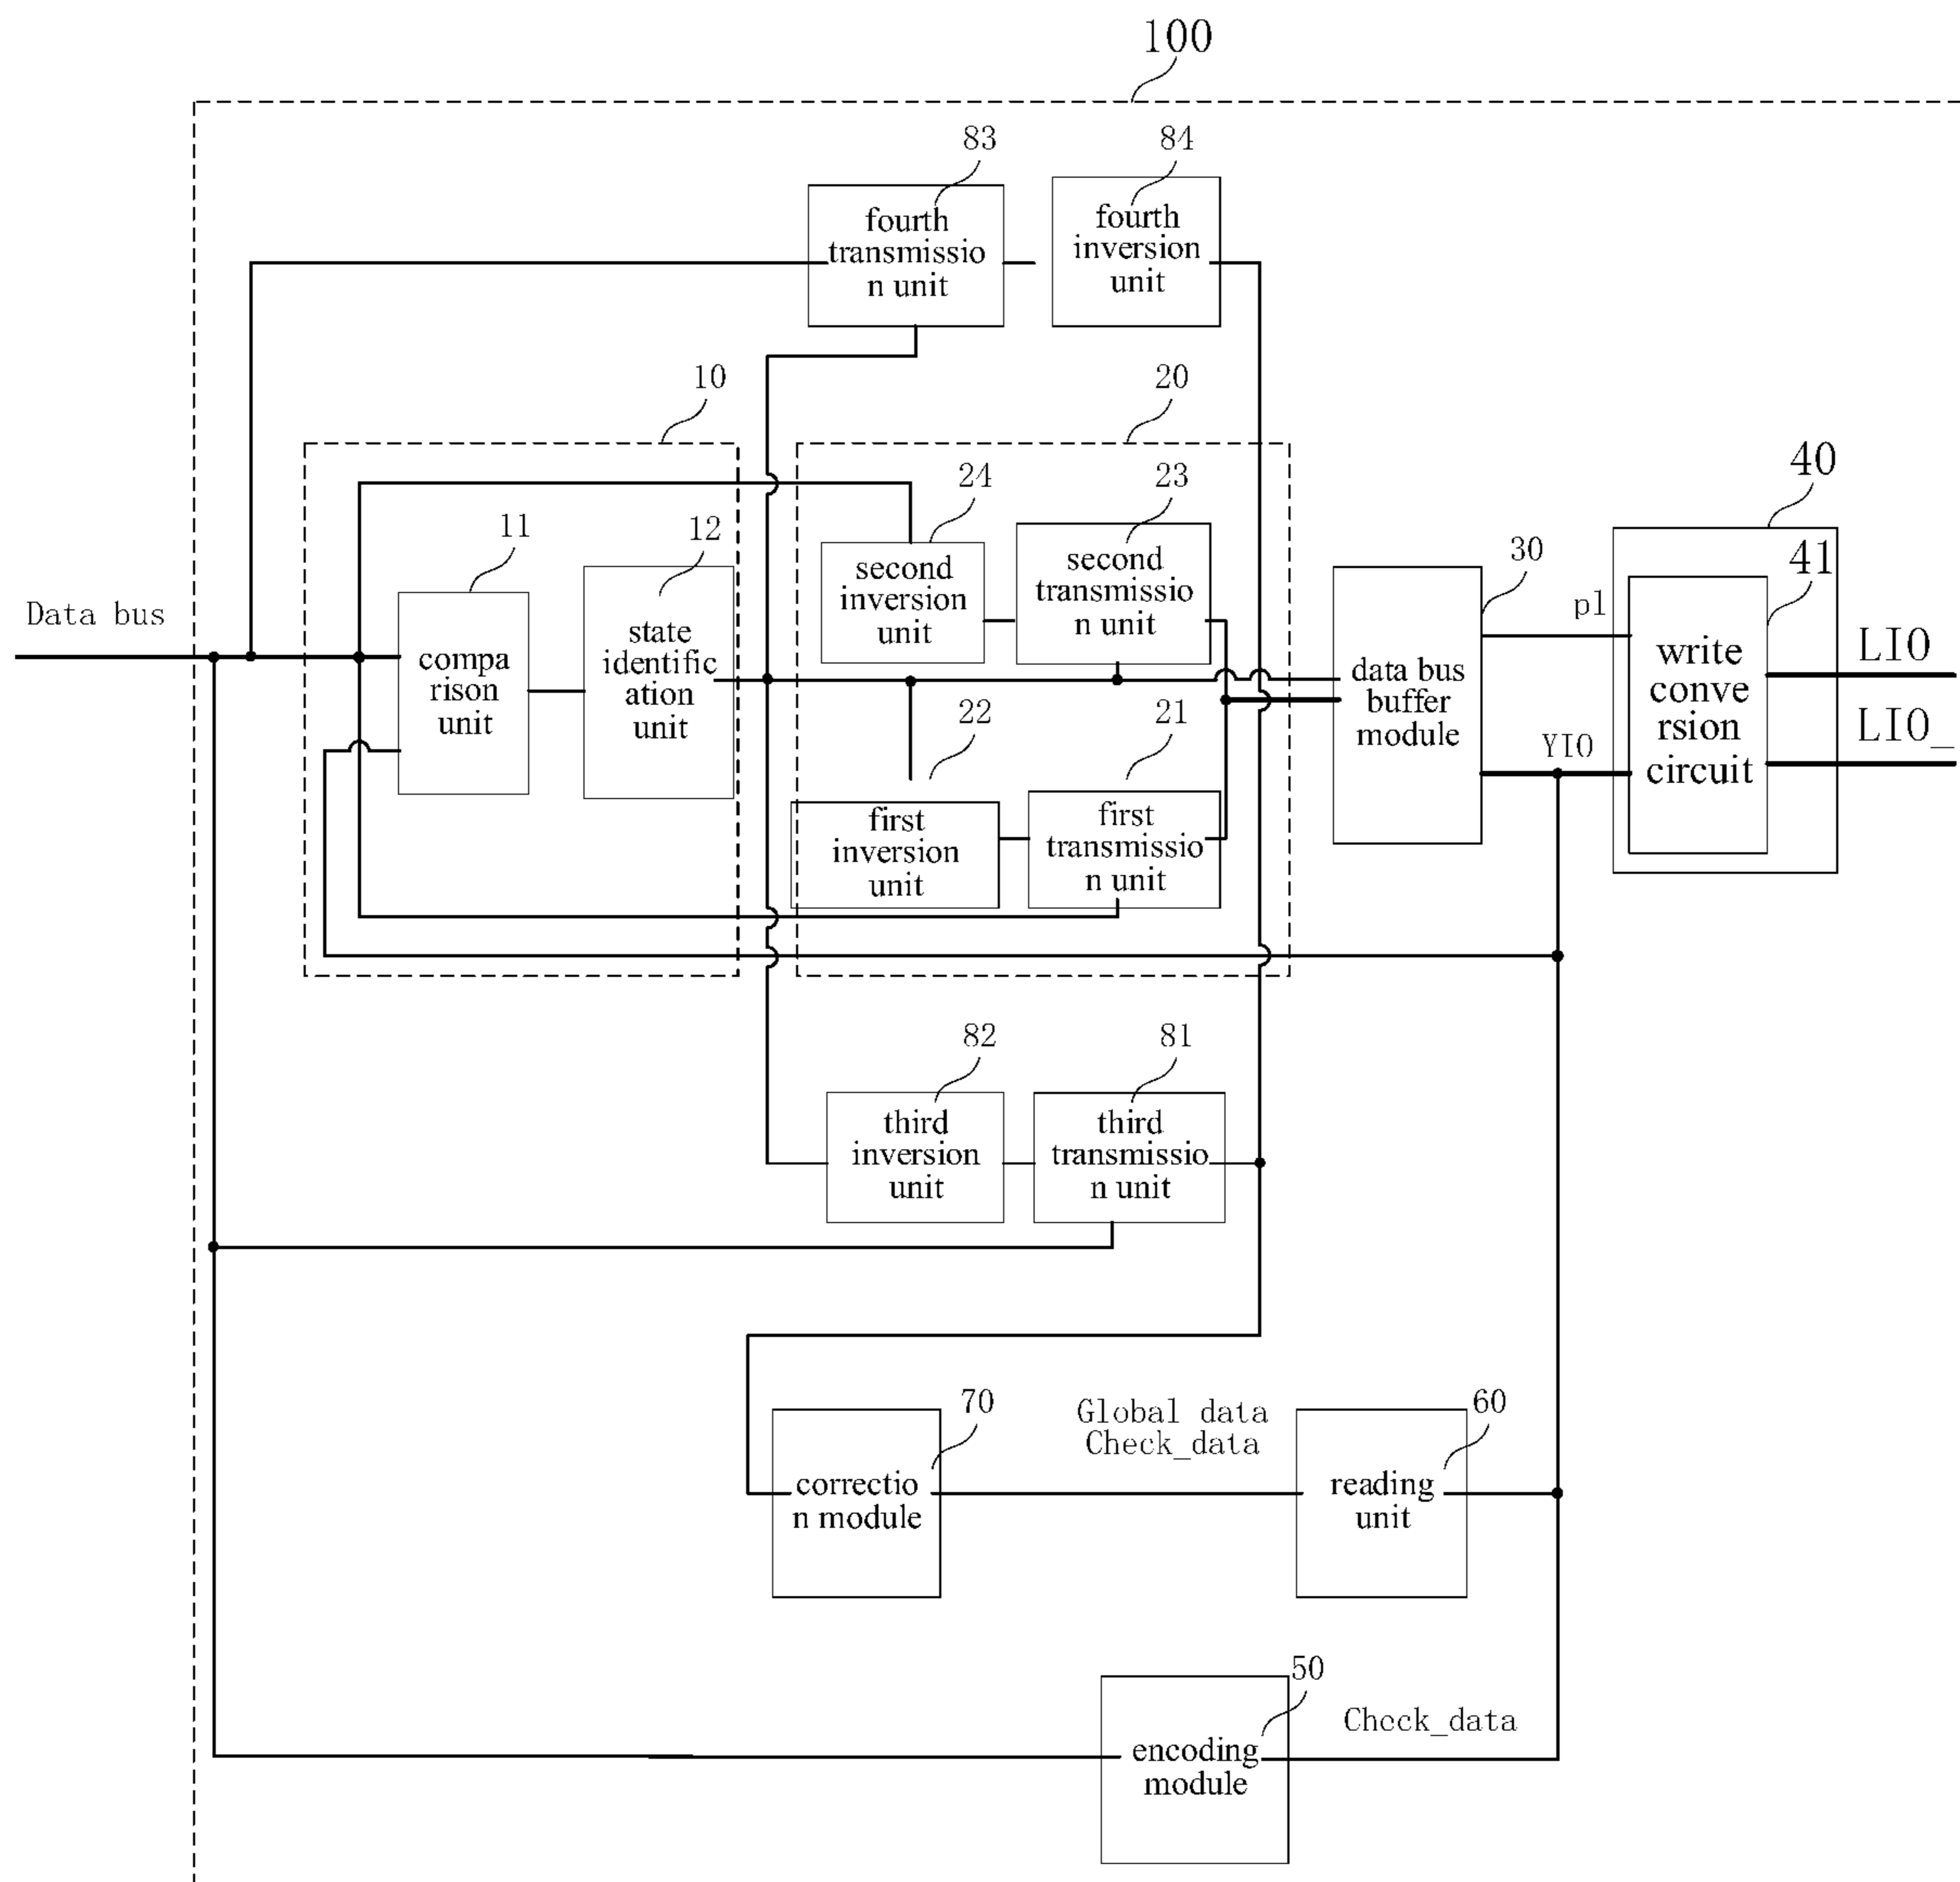 100
83
84
fourth
transmissio
n unit
fourth
inversion
unit
10
20
40
24
23
11
12
30
41
second
inversion
unit
second
transmissio
n unit
Data bus
p1
compa
rison
unit
state
identific
ation
unit
data bus
buffer
module
write
conve
rsion
circuit
LIO
LIO_
22
21
YIO
first
inversion
unit
first
transmissio
n unit
82
81
third
inversion
unit
third
transmissio
n unit
70
Global data
Check_data
60
correctio
n module
reading
unit
50
Check_data
encoding
module